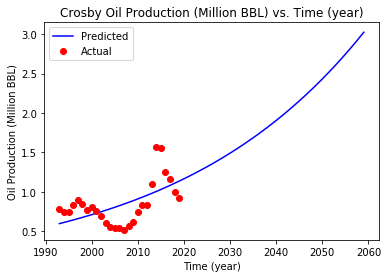 Crosby Oil Production (Million BBL) vs. Time (year)
Predicted
Actual
Oil Production (Million BBL)
3.0
2.5
2.0
1.5
1.0
0.5
1990 2000 2010 2020 2030 2040 2050 2060
Time (year)